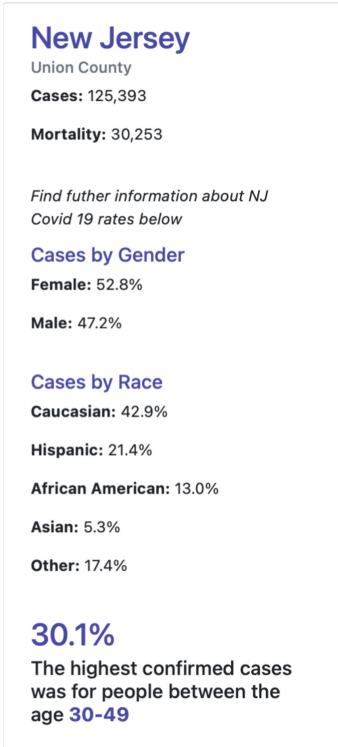 New Jersey
Union County
Cases: 125,393
Mortality: 30,253
Find futher information about NJ
Covid 19 rates below
Cases by Gender
Female: 52.8%
Male: 47.2%
Cases by Race
Caucasian: 42.9%
Hispanic: 21.4%
African American: 13.0%
Asian: 5.3%
Other: 17.4%
30.1%
The highest confirmed cases
was for people between the
age 30-49